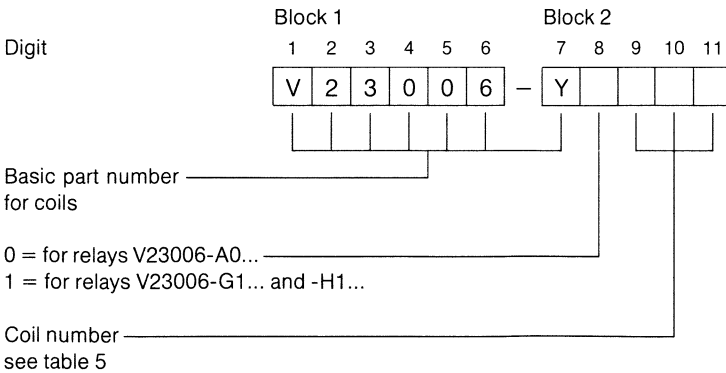 Block 1 Block 2
Digit 1 2 3 4 5 6 7 8 9 10 11
V 2 3 0 0 6 – Y
Basic part number
for coils
0 = for relays V23006-A0...
1 = for relays V23006-G1... and -H1...
Coil number
see table 5